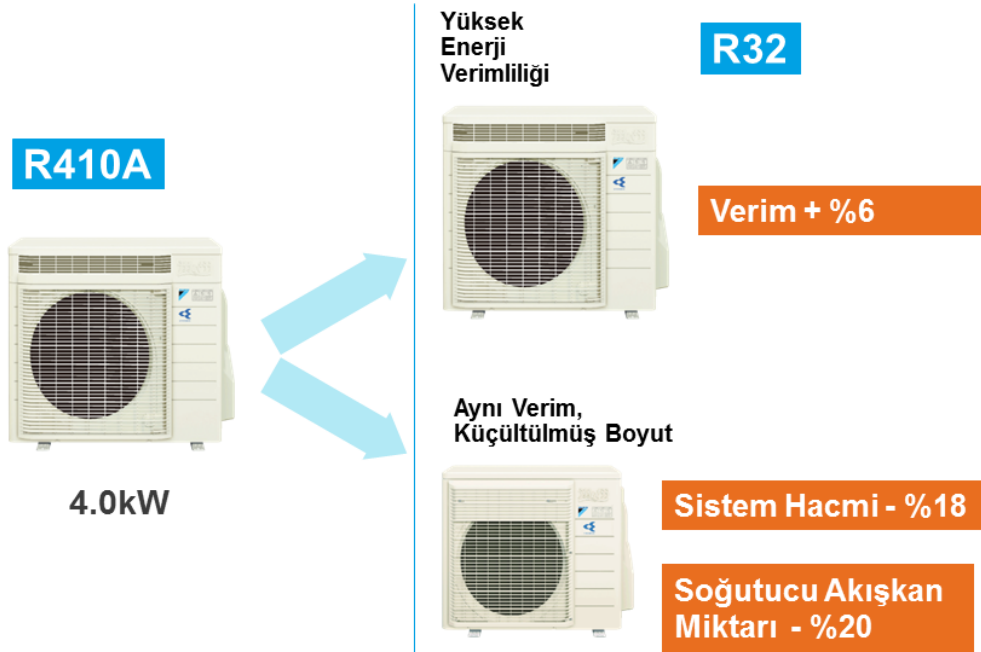 R410A
4.0kW
R32
Yüksek
Enerji
Verimliliği
Verim + %6
Aynı Verim,
Küçültülmüş Boyut
Sistem Hacmi - %18
Soğutucu Akışkan
Miktarı - %20